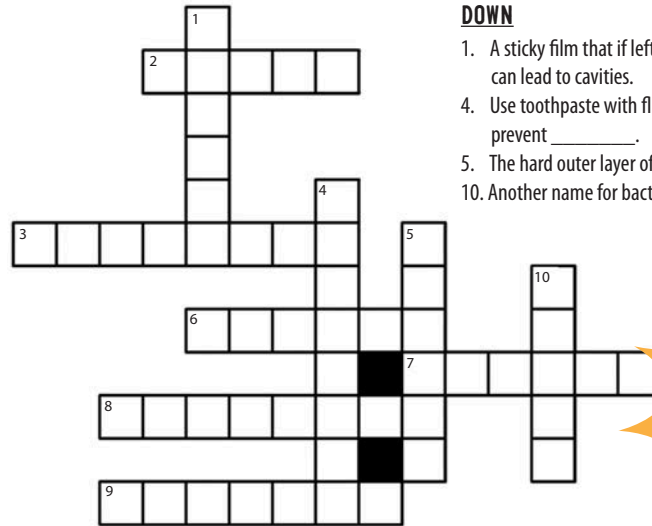 DOWN
1. A sticky film that if left
can lead to cavities.
4. Use toothpaste with fl
prevent _______.
5. The hard outer layer of
10. Another name for bact
1
2
4
3
5
10
6
7
8
9